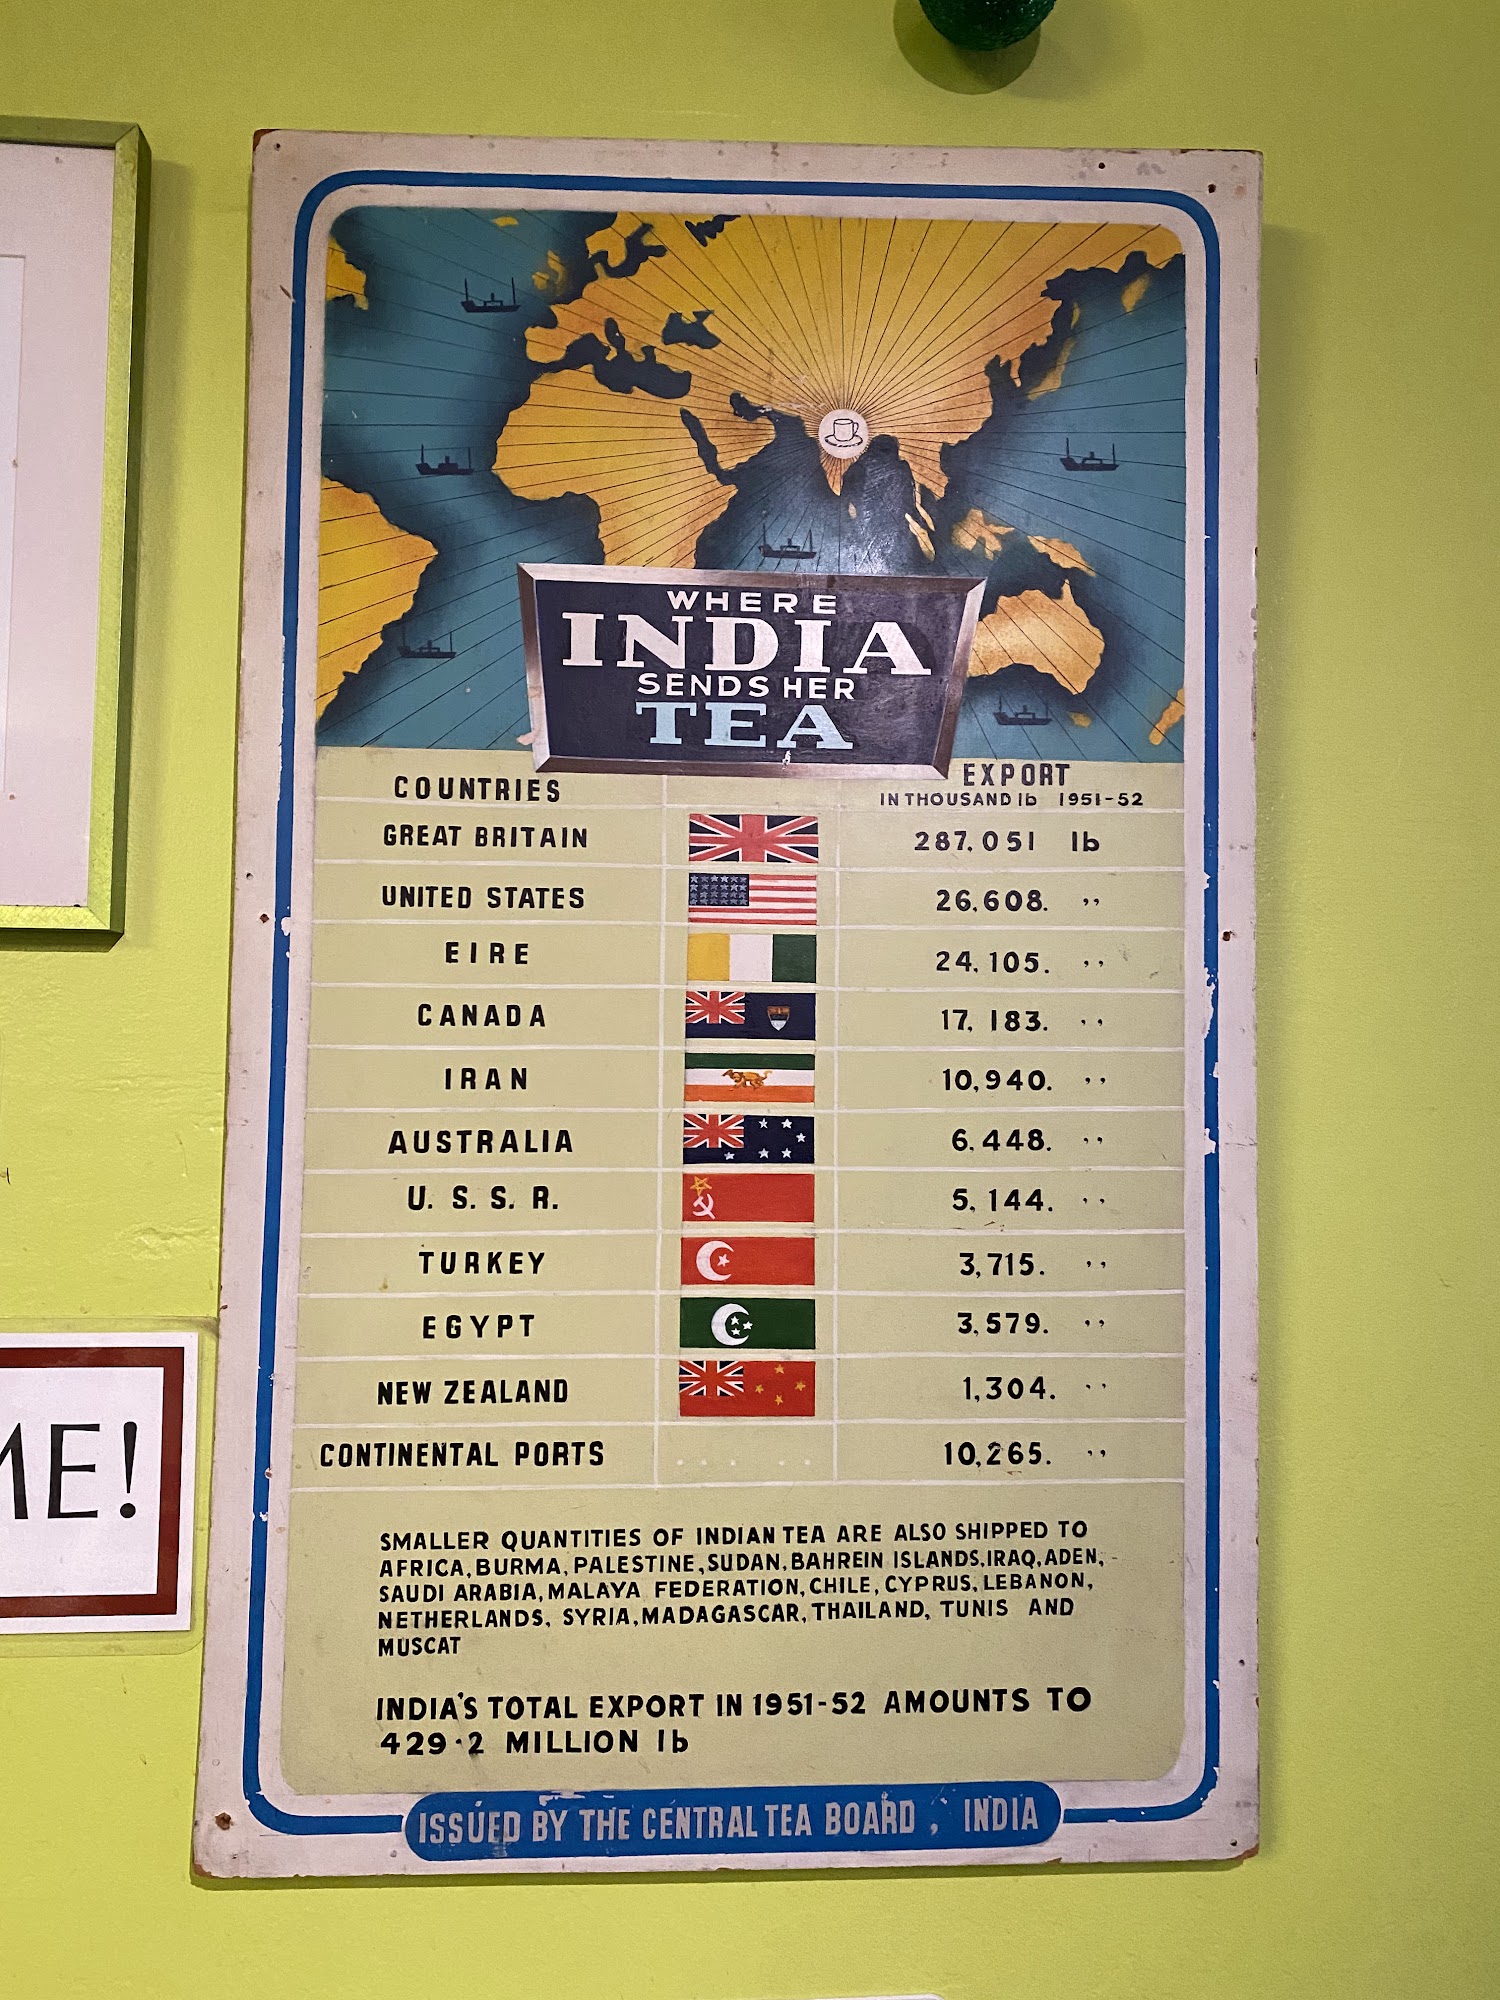 WHERE
INDIA
SENDS HER
TEA
COUNTRIES EXPORT
IN THOUSAND lb 1951-52
GREAT BRITAIN 287,051 lb
UNITED STATES 26,608. ,,
EIRE 24,105. ,,
CANADA 17,183. ,,
IRAN 10,940. ,,
AUSTRALIA 6,448. ,,
U. S. S. R. 5,144. ,,
TURKEY 3,715. ,,
EGYPT 3,579. ,,
NEW ZEALAND 1,304. ,,
CONTINENTAL PORTS 10,265. ,,
SMALLER QUANTITIES OF INDIAN TEA ARE ALSO SHIPPED TO
AFRICA, BURMA, PALESTINE, SUDAN, BAHREIN ISLANDS, IRAQ, ADEN,
SAUDI ARABIA, MALAYA FEDERATION, CHILE, CYPRUS, LEBANON,
NETHERLANDS, SYRIA, MADAGASCAR, THAILAND, TUNIS AND
MUSCAT
INDIA'S TOTAL EXPORT IN 1951-52 AMOUNTS TO
429·2 MILLION lb
ISSUED BY THE CENTRAL TEA BOARD, INDIA
ME!